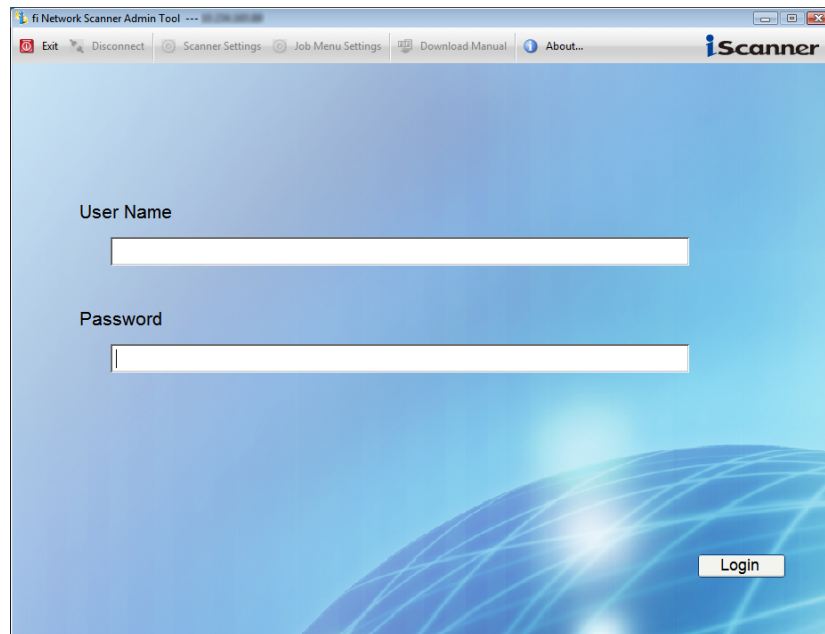 fi Network Scanner Admin Tool ---
Exit Disconnect Scanner Settings Job Menu Settings Download Manual About... iScanner
User Name
Password
Login